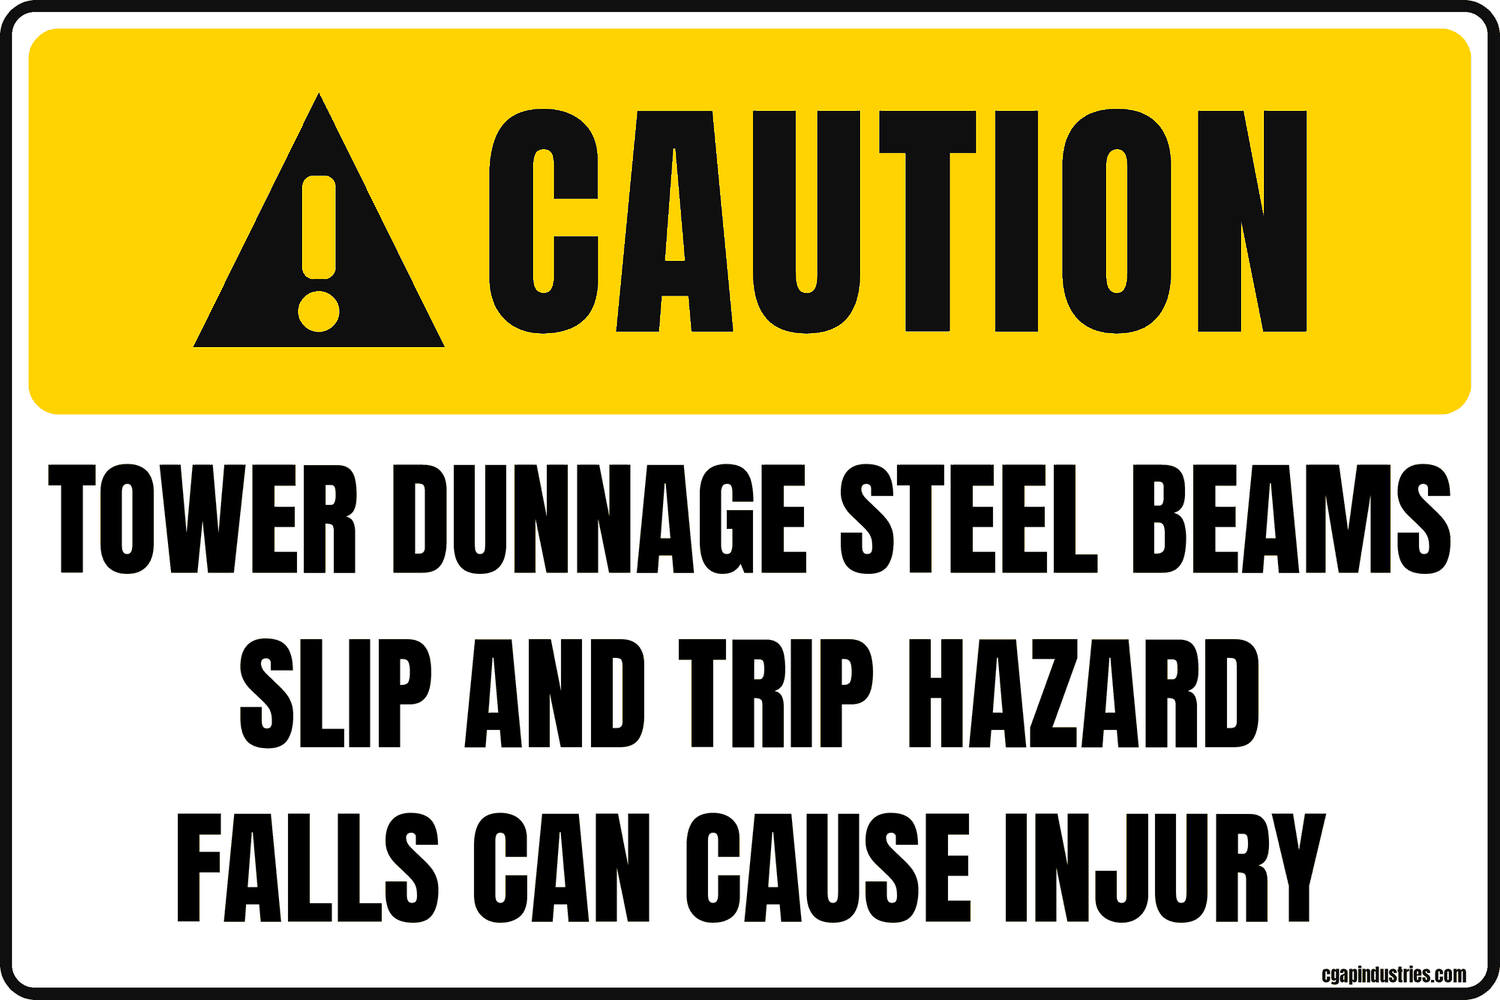 CAUTION
TOWER DUNNAGE STEEL BEAMS
SLIP AND TRIP HAZARD
FALLS CAN CAUSE INJURY
cgapindustries.com